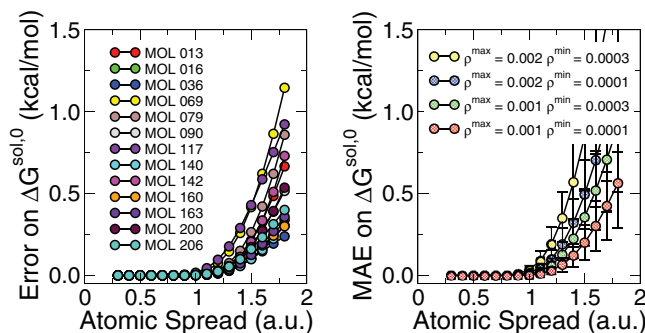 Error on ΔG^sol,0 (kcal/mol)
1.5
1.0
0.5
0.0
MOL 013
MOL 016
MOL 036
MOL 069
MOL 079
MOL 090
MOL 117
MOL 140
MOL 142
MOL 160
MOL 163
MOL 200
MOL 206
0 0.5 1 1.5 2
Atomic Spread (a.u.)
MAE on ΔG^sol,0 (kcal/mol)
1.5
1.0
0.5
0.0
ρ^max = 0.002 ρ^min = 0.0003
ρ^max = 0.002 ρ^min = 0.0001
ρ^max = 0.001 ρ^min = 0.0003
ρ^max = 0.001 ρ^min = 0.0001
0 0.5 1 1.5 2
Atomic Spread (a.u.)